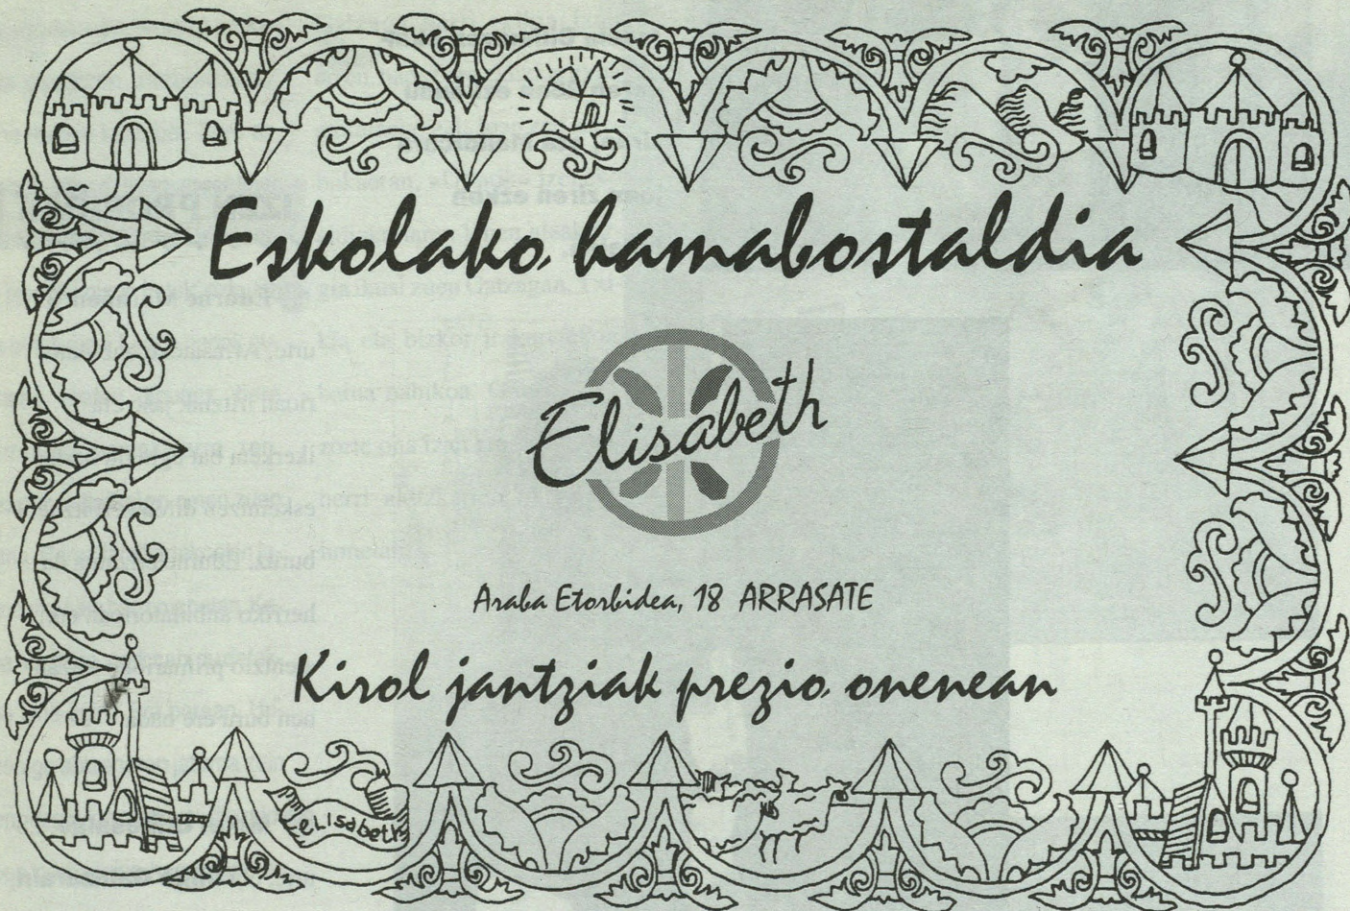 Eskolako hamabostaldia
Elisabeth
Araba Etorbidea, 18 ARRASATE
Kirol jantziak prezio onenean
ELISabeth